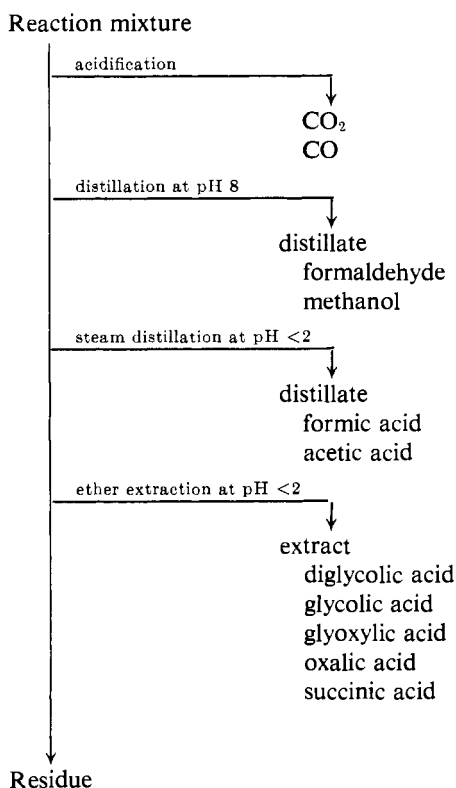 Reaction mixture
acidification
CO₂
CO
distillation at pH 8
distillate
formaldehyde
methanol
steam distillation at pH <2
distillate
formic acid
acetic acid
ether extraction at pH <2
extract
diglycolic acid
glycolic acid
glyoxylic acid
oxalic acid
succinic acid
Residue